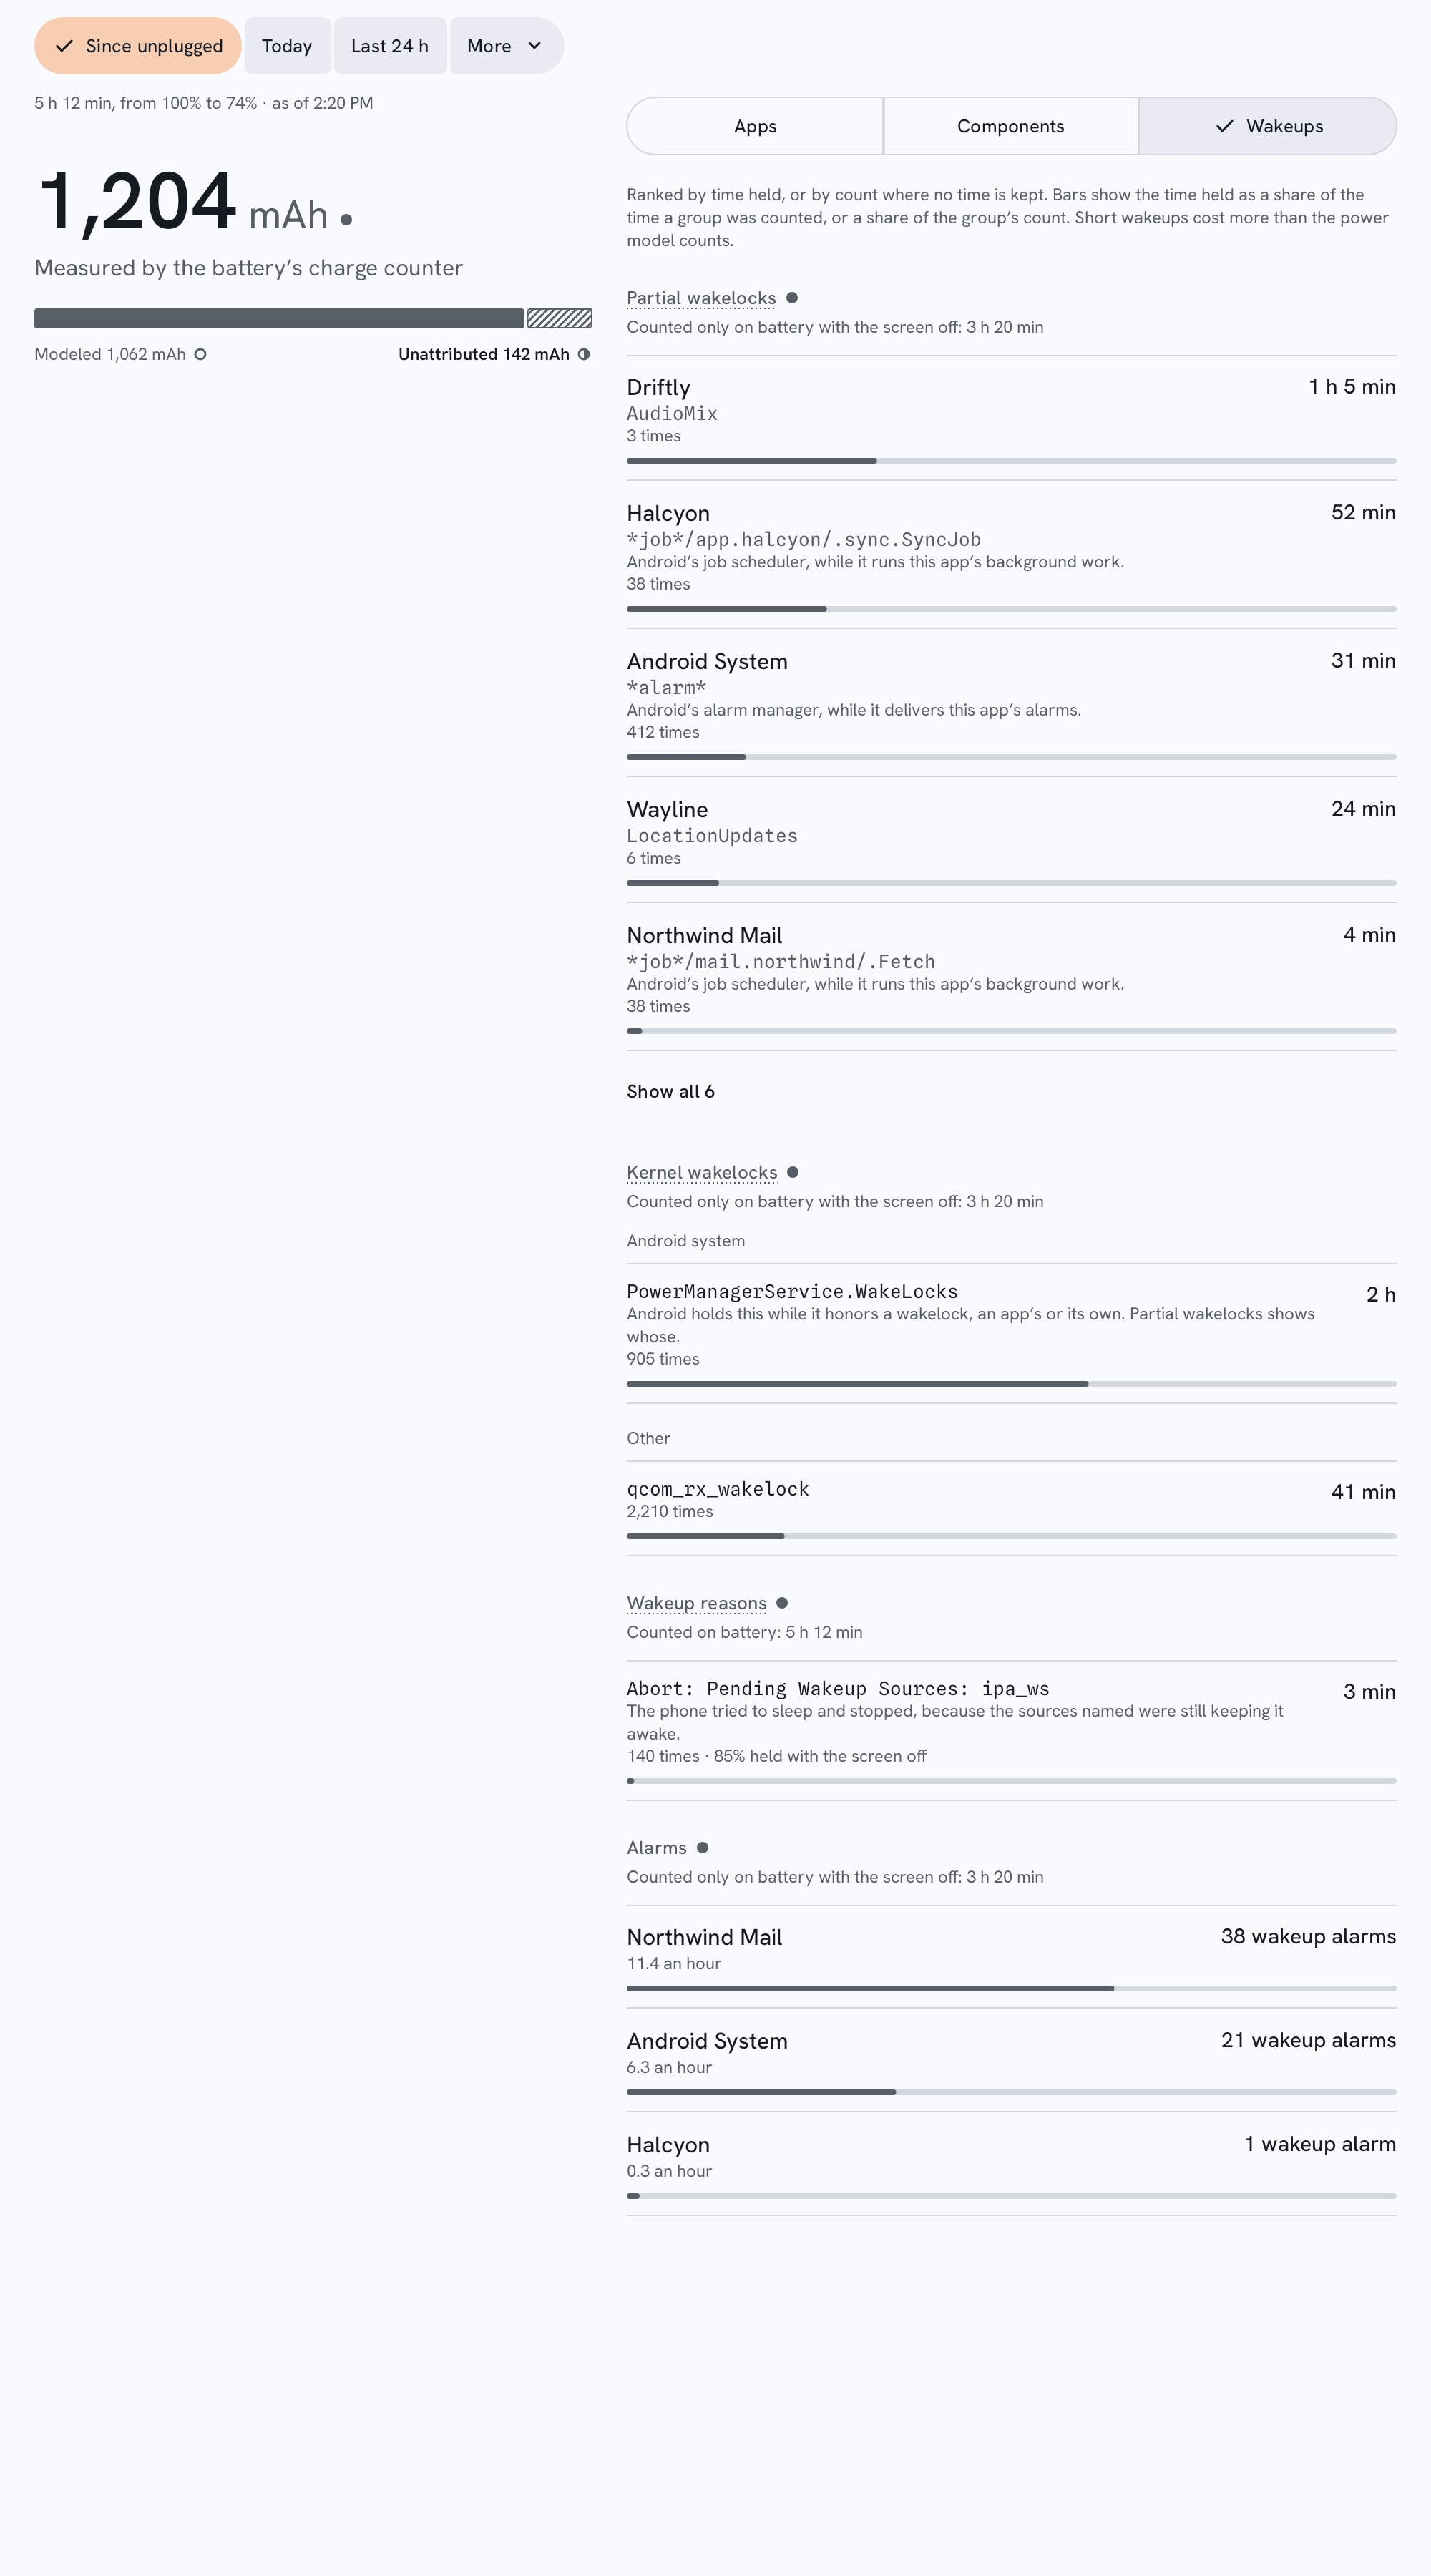 Since unplugged
Today
Last 24 h
More
5 h 12 min, from 100% to 74% · as of 2:20 PM
1,204 mAh
Measured by the battery’s charge counter
Modeled 1,062 mAh
Unattributed 142 mAh
Apps
Components
Wakeups
Ranked by time held, or by count where no time is kept. Bars show the time held as a share of the
time a group was counted, or a share of the group’s count. Short wakeups cost more than the power
model counts.
Partial wakelocks
Counted only on battery with the screen off: 3 h 20 min
Driftly
1 h 5 min
AudioMix
3 times
Halcyon
52 min
*job*/app.halcyon/.sync.SyncJob
Android’s job scheduler, while it runs this app’s background work.
38 times
Android System
31 min
*alarm*
Android’s alarm manager, while it delivers this app’s alarms.
412 times
Wayline
24 min
LocationUpdates
6 times
Northwind Mail
4 min
*job*/mail.northwind/.Fetch
Android’s job scheduler, while it runs this app’s background work.
38 times
Show all 6
Kernel wakelocks
Counted only on battery with the screen off: 3 h 20 min
Android system
PowerManagerService.WakeLocks
2 h
Android holds this while it honors a wakelock, an app’s or its own. Partial wakelocks shows
whose.
905 times
Other
qcom_rx_wakelock
41 min
2,210 times
Wakeup reasons
Counted on battery: 5 h 12 min
Abort: Pending Wakeup Sources: ipa_ws
3 min
The phone tried to sleep and stopped, because the sources named were still keeping it
awake.
140 times · 85% held with the screen off
Alarms
Counted only on battery with the screen off: 3 h 20 min
Northwind Mail
38 wakeup alarms
11.4 an hour
Android System
21 wakeup alarms
6.3 an hour
Halcyon
1 wakeup alarm
0.3 an hour